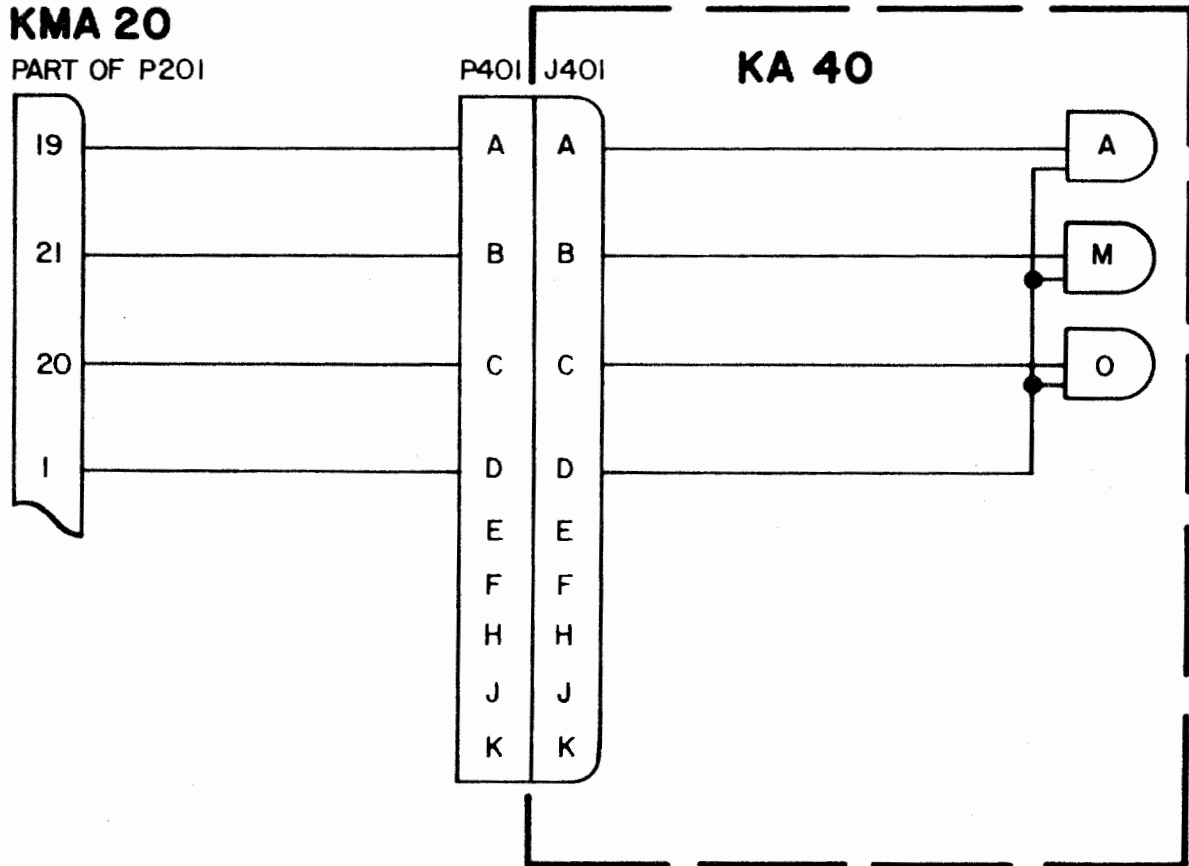 KMA 20
PART OF P201
P401 J401
KA 40
19 A A A
21 B B M
20 C C O
1 D D
E E
F F
H H
J J
K K